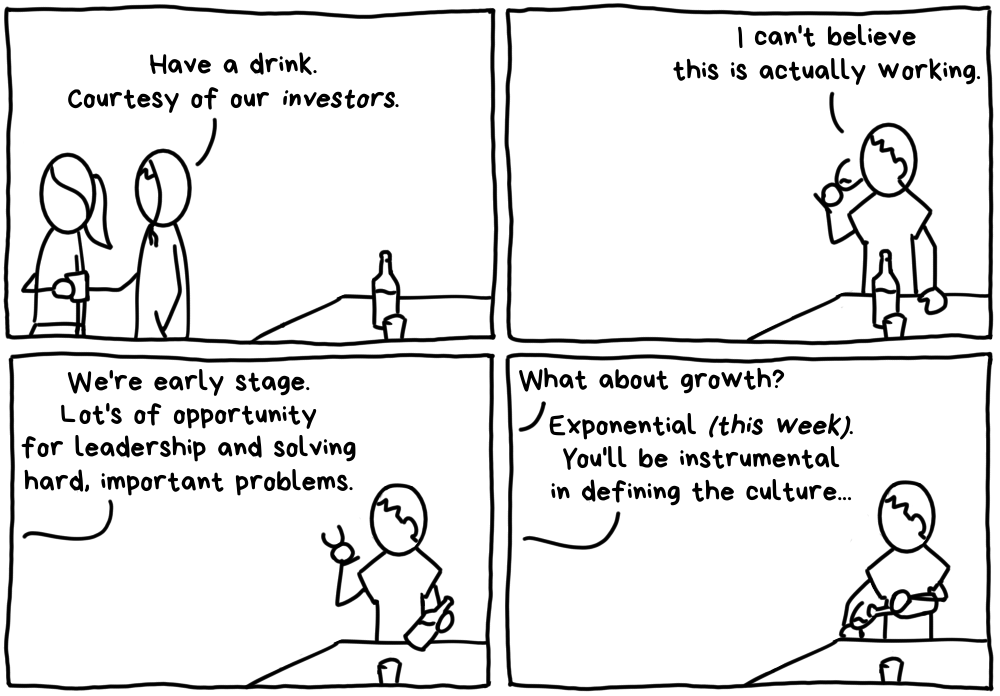 Have a drink.
Courtesy of our investors.
I can't believe
this is actually working.
We're early stage.
Lot's of opportunity
for leadership and solving
hard, important problems.
What about growth?
Exponential (this week).
You'll be instrumental
in defining the culture...